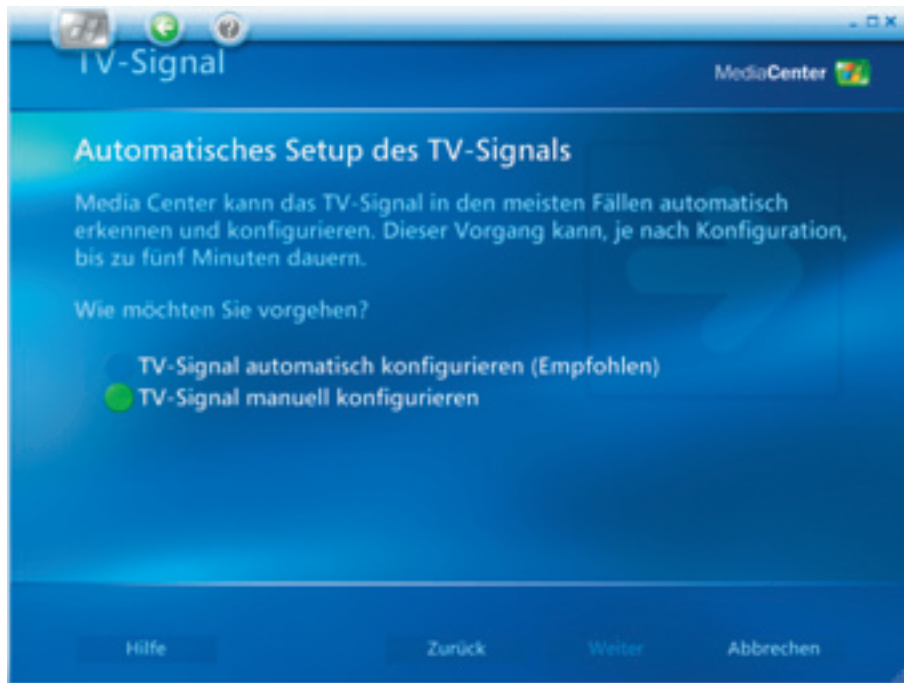 TV-Signal
MediaCenter
Automatisches Setup des TV-Signals
Media Center kann das TV-Signal in den meisten Fällen automatisch
erkennen und konfigurieren. Dieser Vorgang kann, je nach Konfiguration,
bis zu fünf Minuten dauern.
Wie möchten Sie vorgehen?
TV-Signal automatisch konfigurieren (Empfohlen)
TV-Signal manuell konfigurieren
Hilfe Zurück Weiter Abbrechen